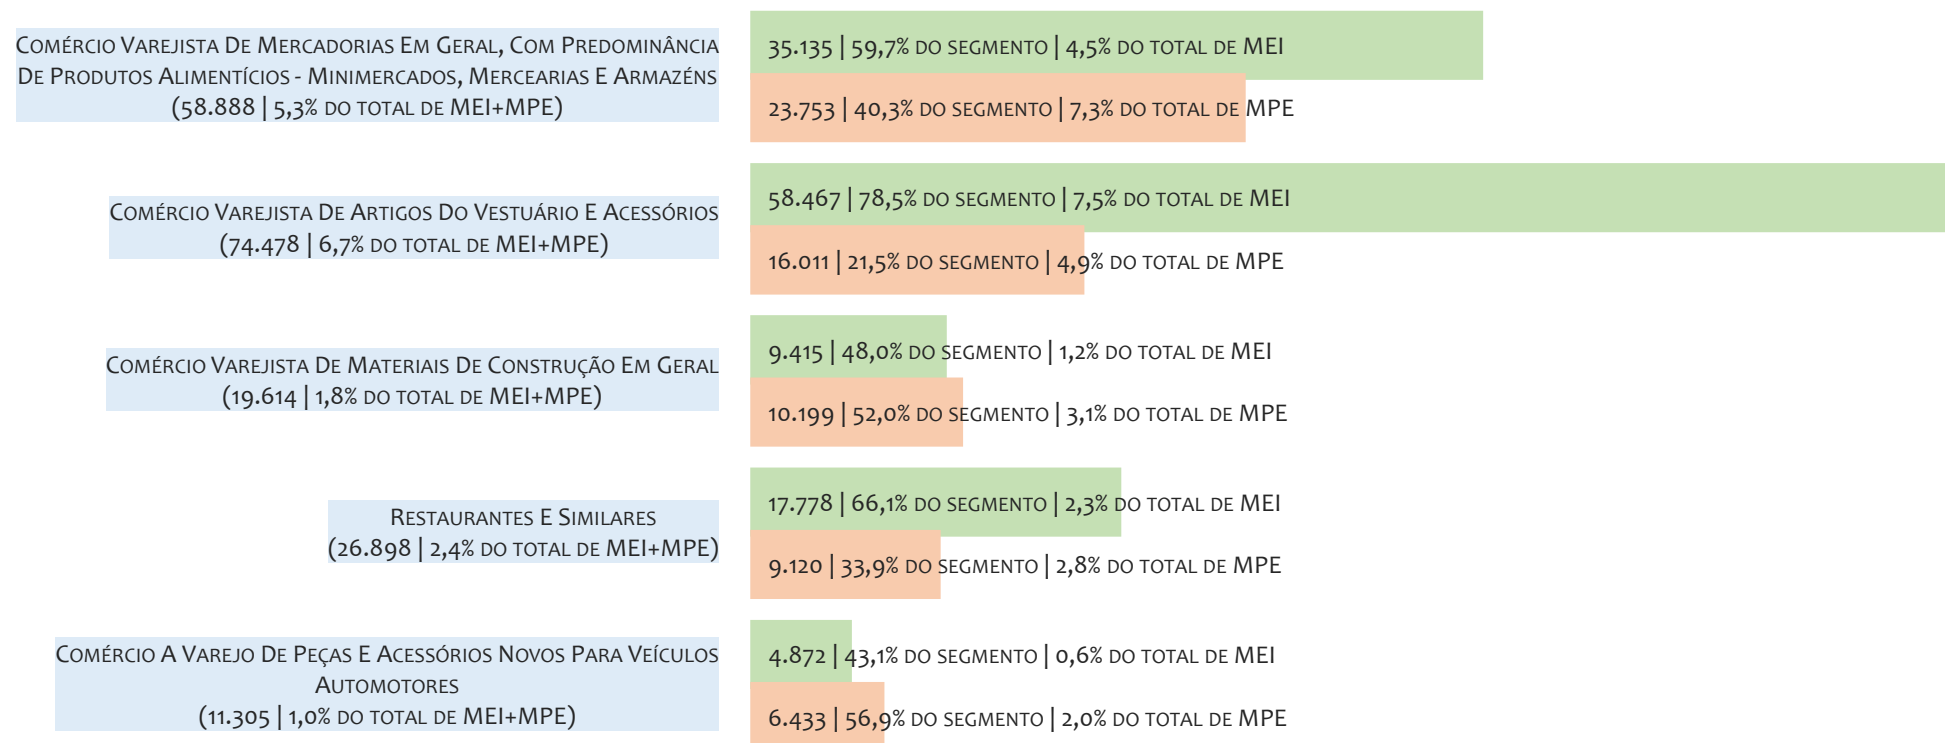 Comércio Varejista De Mercadorias Em Geral, Com Predominância
De Produtos Alimentícios - Minimercados, Mercearias E Armazéns
(58.888 | 5,3% do total de MEI+MPE)
35.135 | 59,7% do segmento | 4,5% do total de MEI
23.753 | 40,3% do segmento | 7,3% do total de MPE
Comércio Varejista De Artigos Do Vestuário E Acessórios
(74.478 | 6,7% do total de MEI+MPE)
58.467 | 78,5% do segmento | 7,5% do total de MEI
16.011 | 21,5% do segmento | 4,9% do total de MPE
Comércio Varejista De Materiais De Construção Em Geral
(19.614 | 1,8% do total de MEI+MPE)
9.415 | 48,0% do segmento | 1,2% do total de MEI
10.199 | 52,0% do segmento | 3,1% do total de MPE
Restaurantes E Similares
(26.898 | 2,4% do total de MEI+MPE)
17.778 | 66,1% do segmento | 2,3% do total de MEI
9.120 | 33,9% do segmento | 2,8% do total de MPE
Comércio A Varejo De Peças E Acessórios Novos Para Veículos
Automotores
(11.305 | 1,0% do total de MEI+MPE)
4.872 | 43,1% do segmento | 0,6% do total de MEI
6.433 | 56,9% do segmento | 2,0% do total de MPE